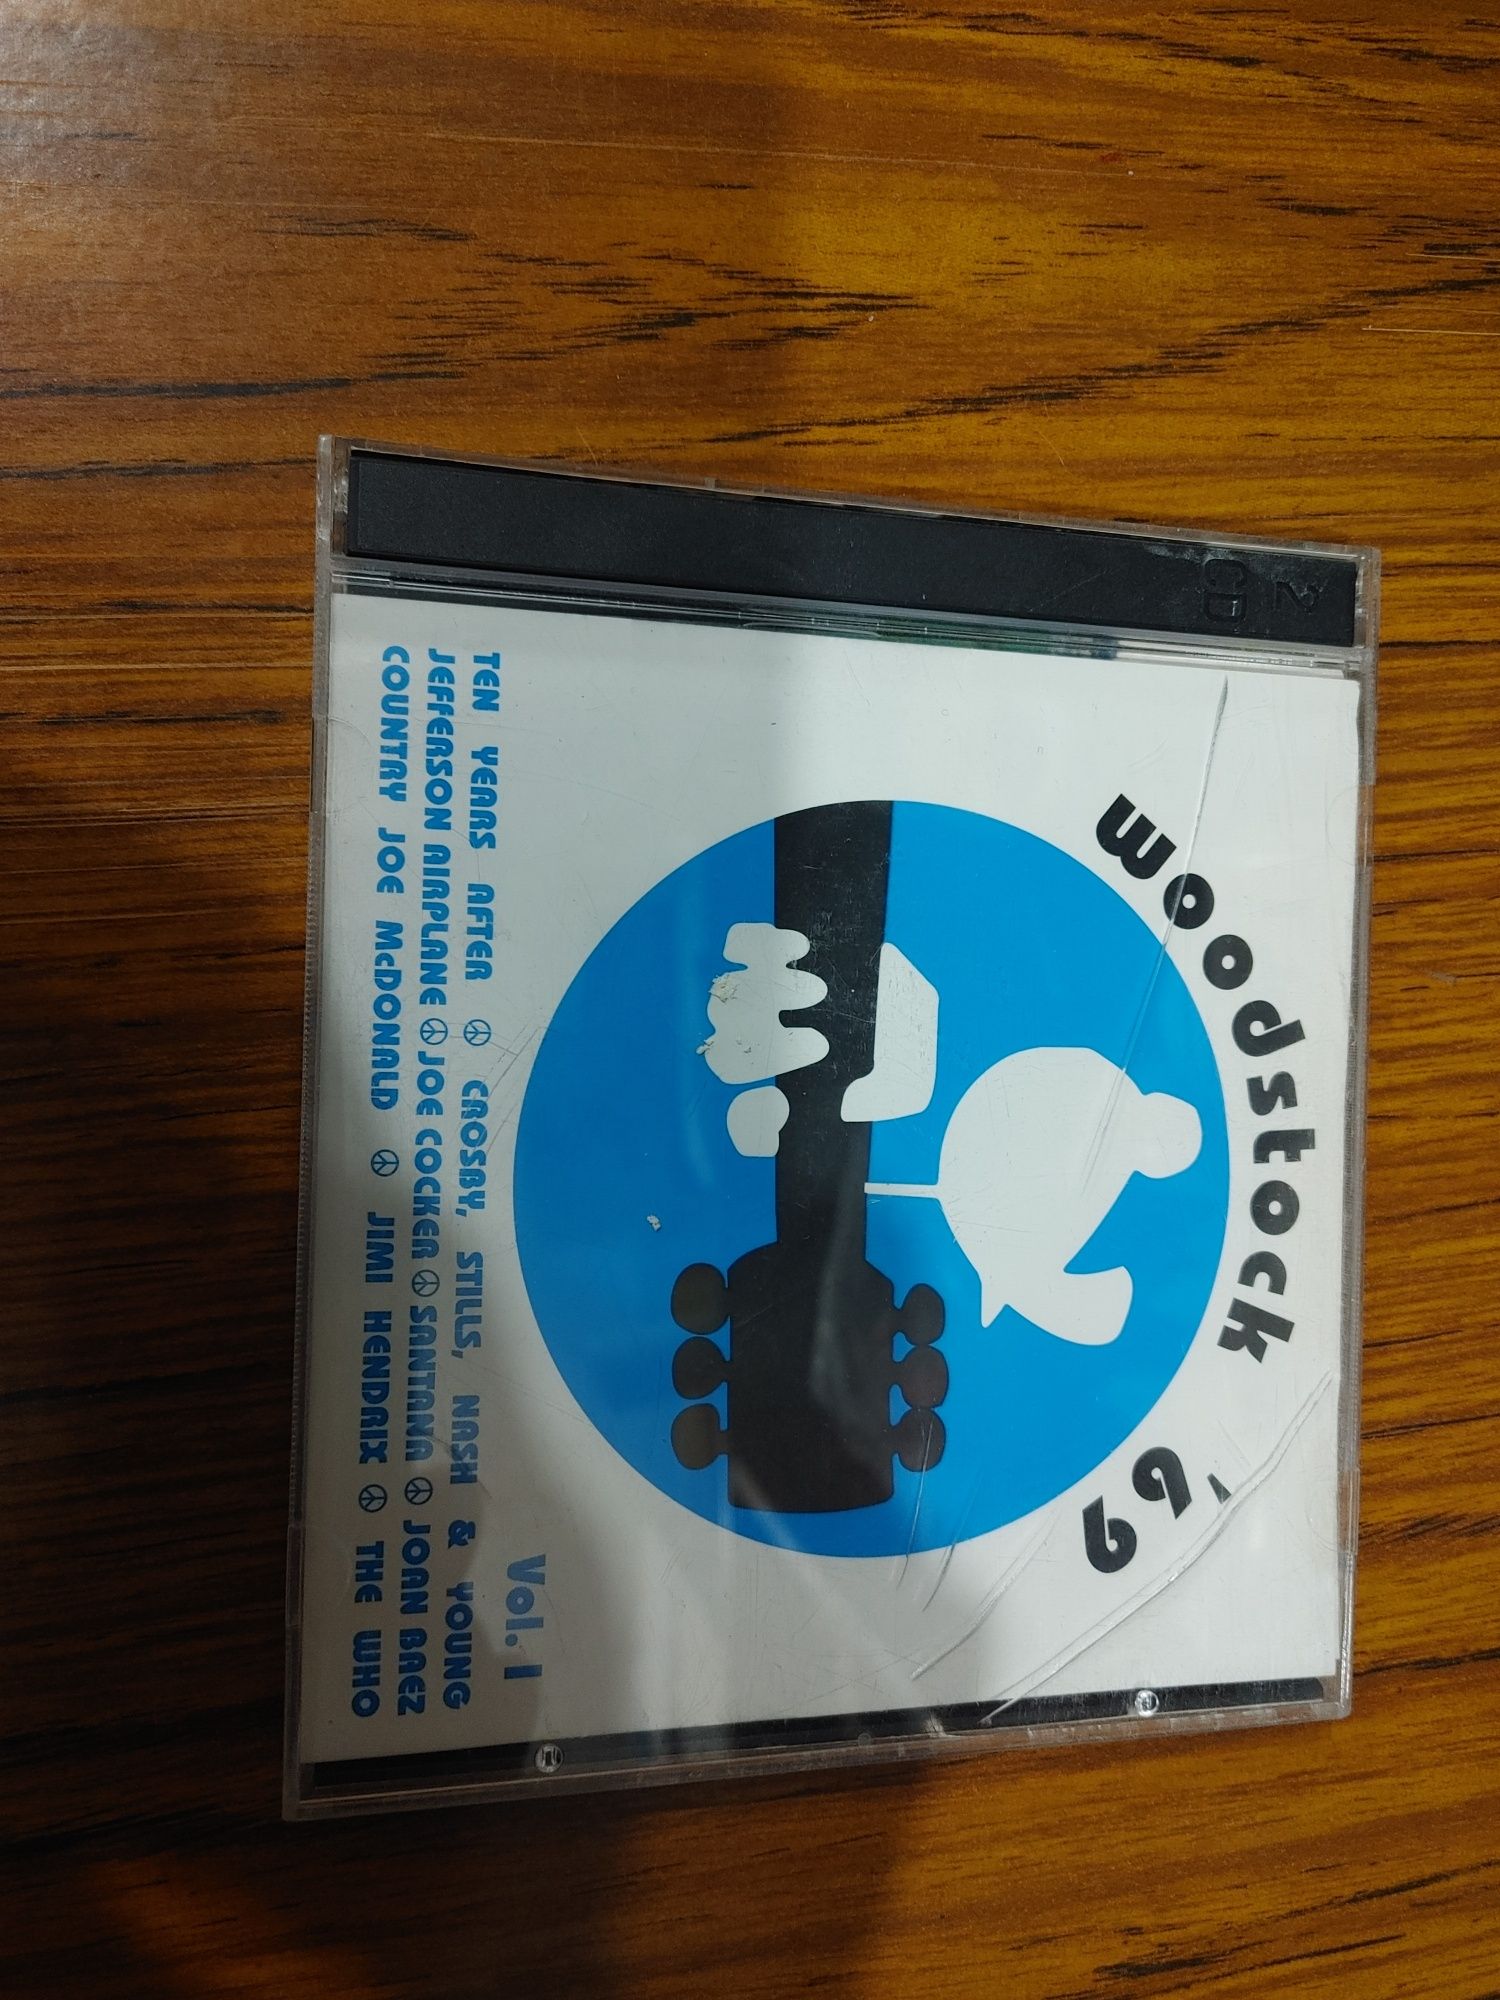 2
CD
woodstock '69
Vol. I
TEN YEARS AFTER CROSBY, STILLS, NASH & YOUNG
JEFFERSON AIRPLANE JOE COCKER SANTANA JOAN BAEZ
COUNTRY JOE McDONALD JIMI HENDRIX THE WHO